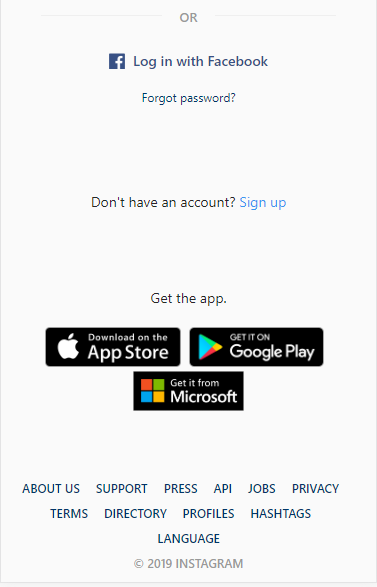 OR
Log in with Facebook
Forgot password?
Don't have an account? Sign up
Get the app.
Download on the
App Store
GET IT ON
Google Play
Get it from
Microsoft
ABOUT US SUPPORT PRESS API JOBS PRIVACY
TERMS DIRECTORY PROFILES HASHTAGS
LANGUAGE
© 2019 INSTAGRAM